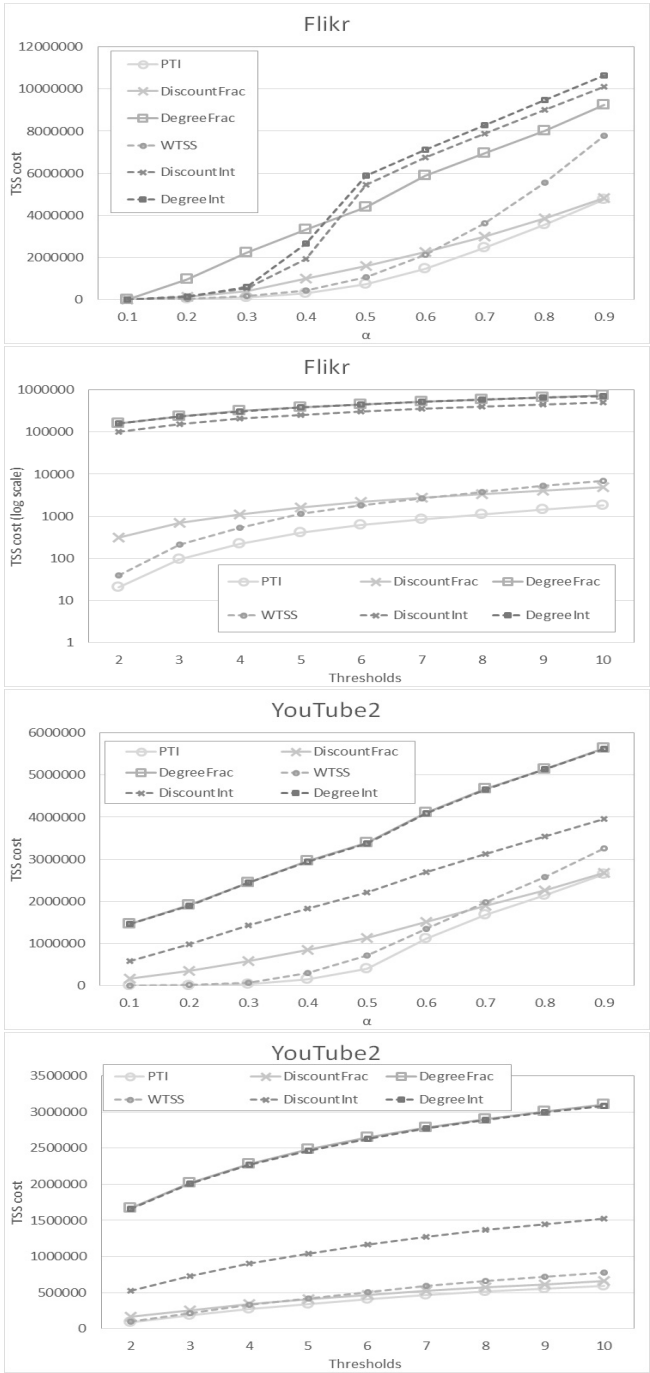 Flikr
12000000
10000000
8000000
6000000
4000000
2000000
0
TSS cost
PTI
DiscountFrac
DegreeFrac
WTSS
DiscountInt
DegreeInt
0.1 0.2 0.3 0.4 0.5 0.6 0.7 0.8 0.9
α
Flikr
1000000
100000
10000
1000
100
10
1
TSS cost (log scale)
PTI DiscountFrac DegreeFrac
WTSS DiscountInt DegreeInt
2 3 4 5 6 7 8 9 10
Thresholds
YouTube2
6000000
5000000
4000000
3000000
2000000
1000000
0
TSS cost
PTI DiscountFrac
DegreeFrac WTSS
DiscountInt DegreeInt
0.1 0.2 0.3 0.4 0.5 0.6 0.7 0.8 0.9
α
YouTube2
3500000
3000000
2500000
2000000
1500000
1000000
500000
0
TSS cost
PTI DiscountFrac DegreeFrac
WTSS DiscountInt DegreeInt
2 3 4 5 6 7 8 9 10
Thresholds